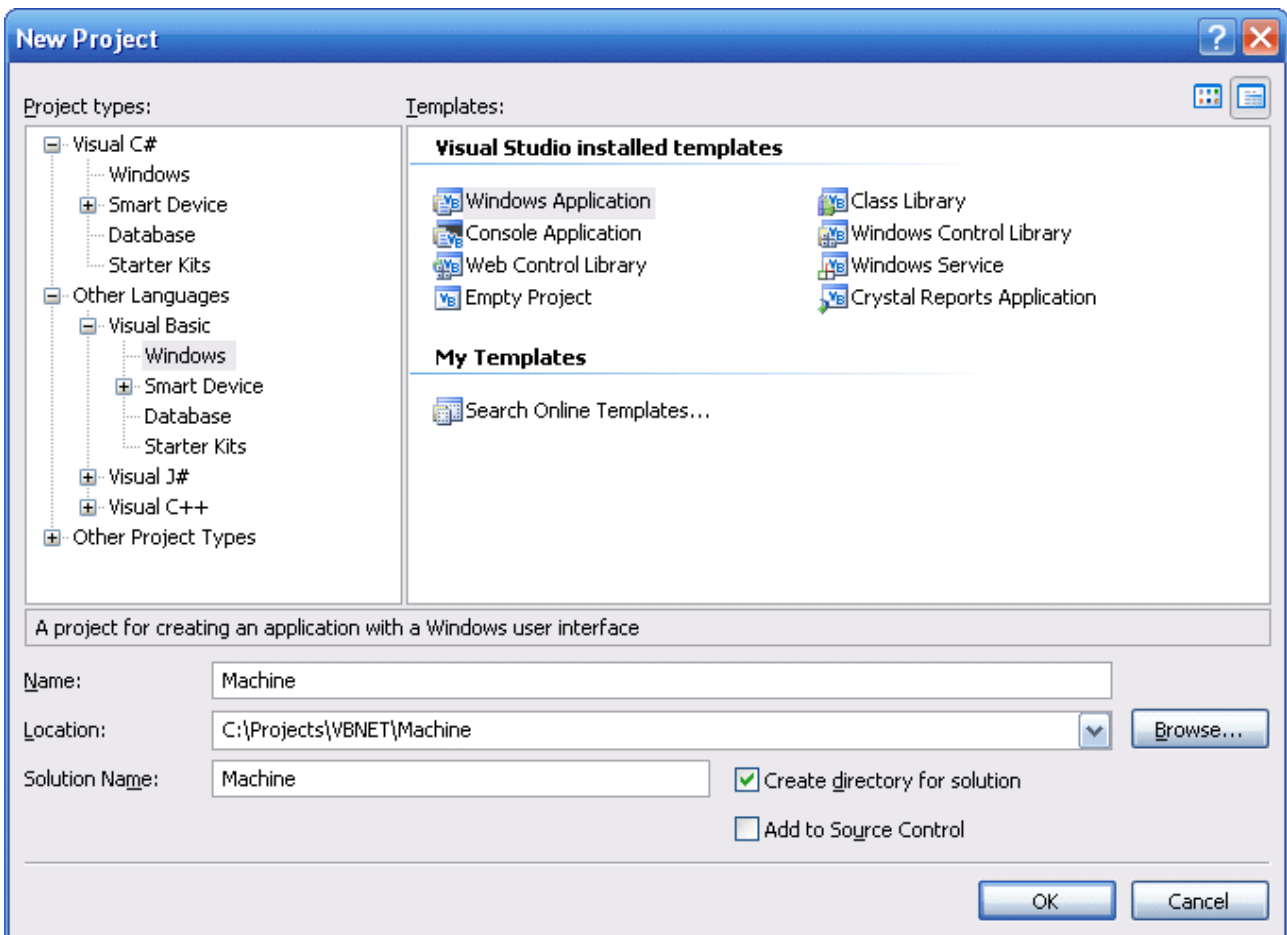 New Project
Project types:
Templates:
Visual C#
Windows
Smart Device
Database
Starter Kits
Other Languages
Visual Basic
Windows
Smart Device
Database
Starter Kits
Visual J#
Visual C++
Other Project Types
Visual Studio installed templates
Windows Application
Console Application
Web Control Library
Empty Project
Class Library
Windows Control Library
Windows Service
Crystal Reports Application
My Templates
Search Online Templates...
A project for creating an application with a Windows user interface
Name:
Machine
Location:
C:\Projects\VBNET\Machine
Browse...
Solution Name:
Machine
Create directory for solution
Add to Source Control
OK
Cancel